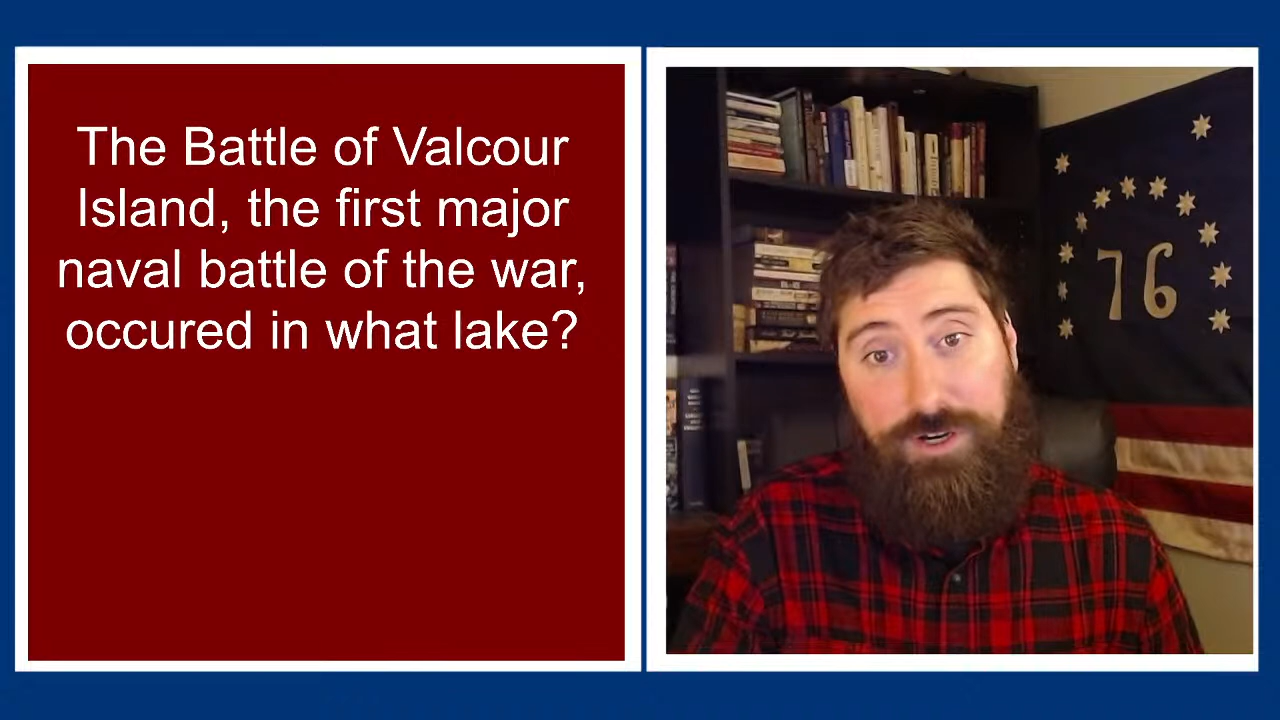 The Battle of Valcour
Island, the first major
naval battle of the war,
occured in what lake?
76